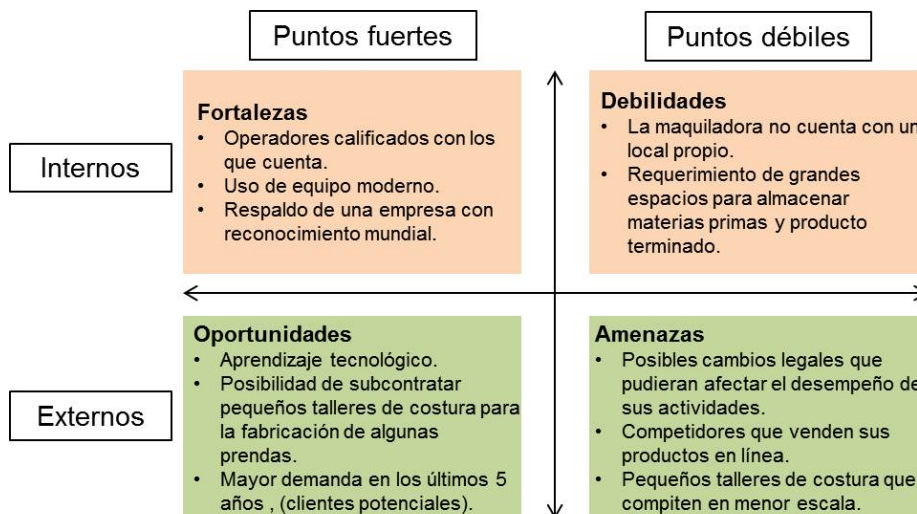 Puntos fuertes
Puntos débiles
Internos
Fortalezas
• Operadores calificados con los
que cuenta.
• Uso de equipo moderno.
• Respaldo de una empresa con
reconocimiento mundial.
Debilidades
• La maquiladora no cuenta con un
local propio.
• Requerimiento de grandes
espacios para almacenar
materias primas y producto
terminado.
Externos
Oportunidades
• Aprendizaje tecnológico.
• Posibilidad de subcontratar
pequeños talleres de costura para
la fabricación de algunas
prendas.
• Mayor demanda en los últimos 5
años , (clientes potenciales).
Amenazas
• Posibles cambios legales que
pudieran afectar el desempeño de
sus actividades.
• Competidores que venden sus
productos en línea.
• Pequeños talleres de costura que
compiten en menor escala.